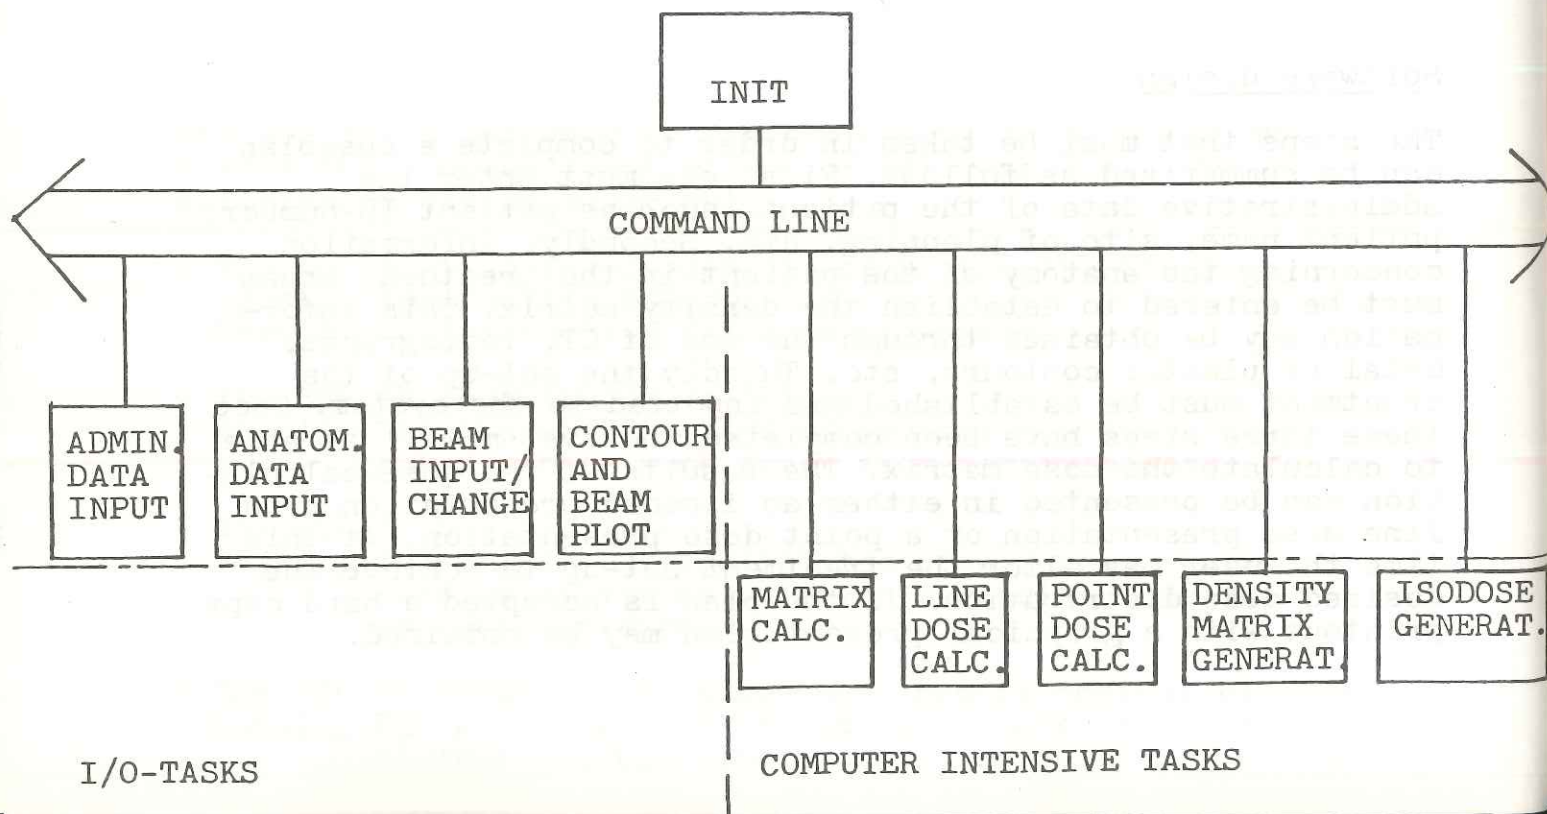 INIT
COMMAND LINE
ADMIN.
DATA
INPUT
ANATOM.
DATA
INPUT
BEAM
INPUT/
CHANGE
CONTOUR
AND
BEAM
PLOT
MATRIX
CALC.
LINE
DOSE
CALC.
POINT
DOSE
CALC.
DENSITY
MATRIX
GENERAT.
ISODOSE
GENERAT.
I/O-TASKS
COMPUTER INTENSIVE TASKS